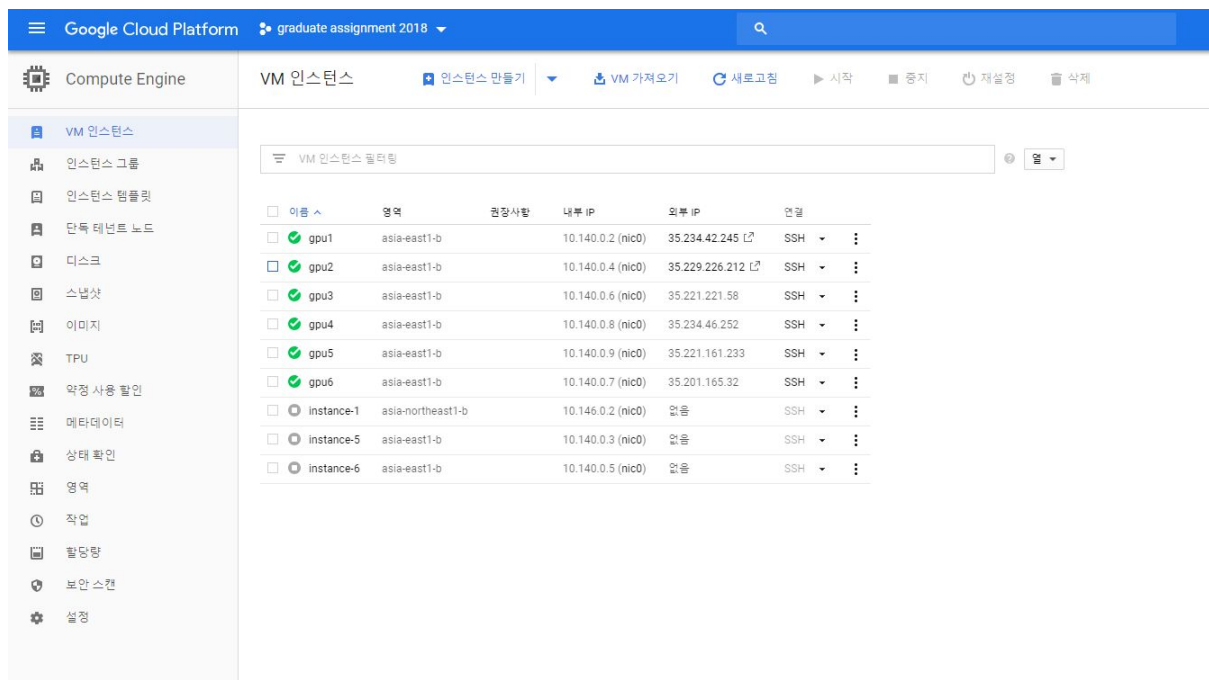 Google Cloud Platform graduate assignment 2018
Compute Engine VM 인스턴스 인스턴스 만들기 VM 가져오기 새로고침 시작 중지 재설정 삭제
VM 인스턴스
인스턴스 그룹
인스턴스 템플릿
단독 테넌트 노드
디스크
스냅샷
이미지
TPU
약정 사용 할인
메타데이터
상태 확인
영역
작업
할당량
보안 스캔
설정
VM 인스턴스 필터링 열
이름 영역 권장사항 내부 IP 외부 IP 연결
gpu1 asia-east1-b 10.140.0.2 (nic0) 35.234.42.245 SSH
gpu2 asia-east1-b 10.140.0.4 (nic0) 35.229.226.212 SSH
gpu3 asia-east1-b 10.140.0.6 (nic0) 35.221.221.58 SSH
gpu4 asia-east1-b 10.140.0.8 (nic0) 35.234.46.252 SSH
gpu5 asia-east1-b 10.140.0.9 (nic0) 35.221.161.233 SSH
gpu6 asia-east1-b 10.140.0.7 (nic0) 35.201.165.32 SSH
instance-1 asia-northeast1-b 10.146.0.2 (nic0) 없음 SSH
instance-5 asia-east1-b 10.140.0.3 (nic0) 없음 SSH
instance-6 asia-east1-b 10.140.0.5 (nic0) 없음 SSH